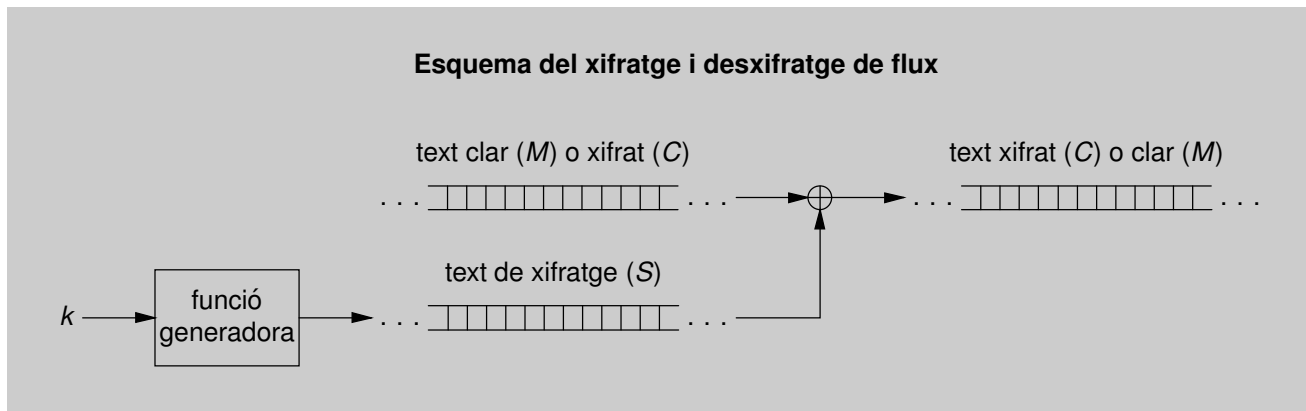 Esquema del xifratge i desxifratge de flux
text clar (M) o xifrat (C)
text xifrat (C) o clar (M)
. . . . . . . . . . . .
text de xifratge (S)
k
funció
generadora
. . . . . .